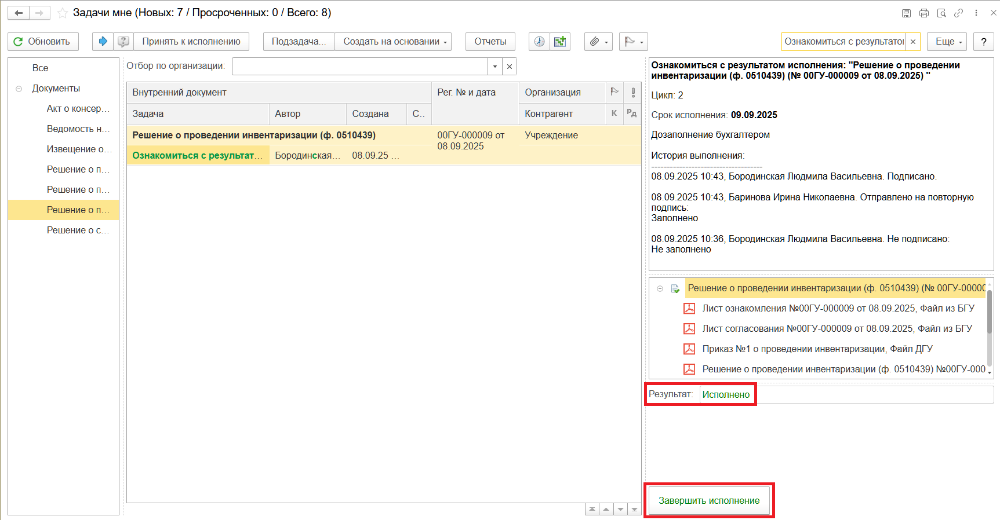 Задачи мне (Новых: 7 / Просроченных: 0 / Всего: 8)
Обновить
Принять к исполнению
Подзадача...
Создать на основании
Отчеты
Ознакомиться с результато
Еще
?
Все
Документы
Акт о консер...
Ведомость н...
Извещение о...
Решение о п...
Решение о п...
Решение о п...
Решение о с...
Отбор по организации:
Внутренний документ
Рег. № и дата
Организация
Задача
Автор
Создана
С..
Контрагент
К
Рд
Решение о проведении инвентаризации (ф. 0510439)
00ГУ-000009 от
08.09.2025
Учреждение
Ознакомиться с результат...
Бородинская...
08.09.25 ...
Ознакомиться с результатом исполнения: "Решение о проведении
инвентаризации (ф. 0510439) (№ 00ГУ-000009 от 08.09.2025) "
Цикл: 2
Срок исполнения: 09.09.2025
Дозаполнение бухгалтером
История выполнения:
------------------------------------
08.09.2025 10:43, Бородинская Людмила Васильевна. Подписано.
08.09.2025 10:43, Баринова Ирина Николаевна. Отправлено на повторную
подпись:
Заполнено
08.09.2025 10:36, Бородинская Людмила Васильевна. Не подписано:
Не заполнено
Решение о проведении инвентаризации (ф. 0510439) (№ 00ГУ-0000
Лист ознакомления №00ГУ-000009 от 08.09.2025, Файл из БГУ
Лист согласования №00ГУ-000009 от 08.09.2025, Файл из БГУ
Приказ №1 о проведении инвентаризации, Файл ДГУ
Решение о проведении инвентаризации (ф. 0510439) №00ГУ-000
Результат: Исполнено
Завершить исполнение